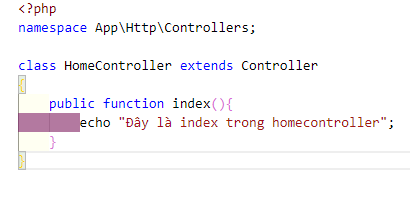 <?php
namespace App\Http\Controllers;
class HomeController extends Controller
{
public function index(){
echo "Đây là index trong homecontroller";
}
}